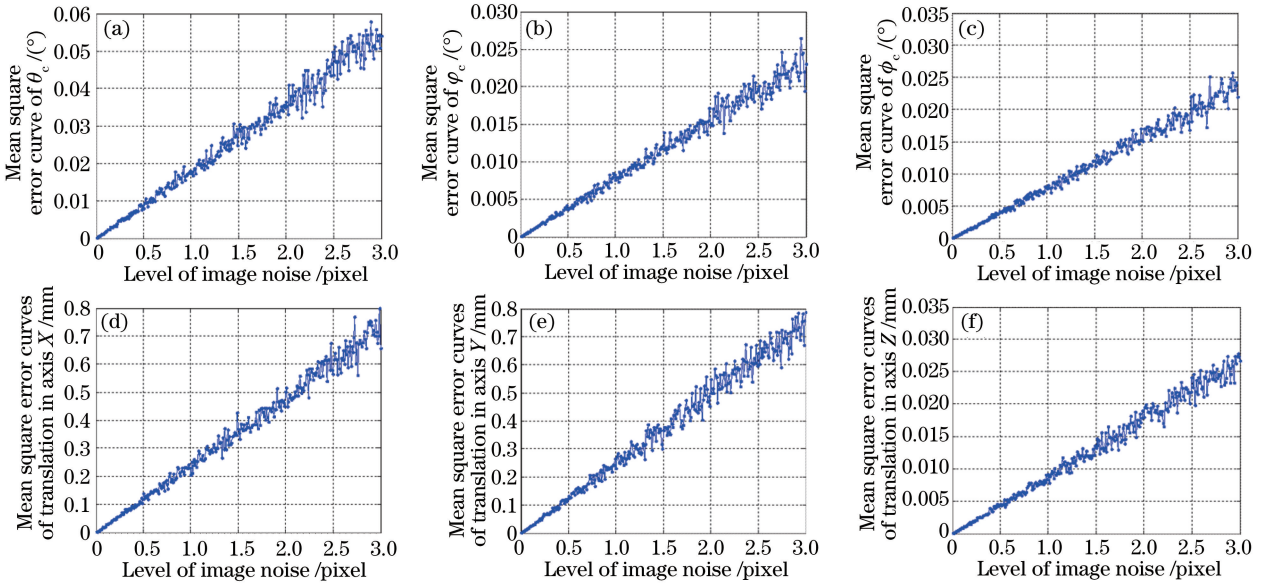 (a)
Mean square
error curve of θc /(°)
0.06
0.05
0.04
0.03
0.02
0.01
0 0.5 1.0 1.5 2.0 2.5 3.0
Level of image noise /pixel
(b)
Mean square
error curve of φc /(°)
0.030
0.025
0.020
0.015
0.010
0.005
0 0.5 1.0 1.5 2.0 2.5 3.0
Level of image noise /pixel
(c)
Mean square
error curve of ϕc /(°)
0.035
0.030
0.025
0.020
0.015
0.010
0.005
0
0 0.5 1.0 1.5 2.0 2.5 3.0
Level of image noise /pixel
(d)
Mean square error curves
of translation in axis X /mm
0.8
0.7
0.6
0.5
0.4
0.3
0.2
0.1
0
0 0.5 1.0 1.5 2.0 2.5 3.0
Level of image noise /pixel
(e)
Mean square error curves
of translation in axis Y /mm
0.8
0.7
0.6
0.5
0.4
0.3
0.2
0.1
0
0 0.5 1.0 1.5 2.0 2.5 3.0
Level of image noise /pixel
(f)
Mean square error curves
of translation in axis Z /mm
0.035
0.030
0.025
0.020
0.015
0.010
0.005
0
0 0.5 1.0 1.5 2.0 2.5 3.0
Level of image noise /pixel